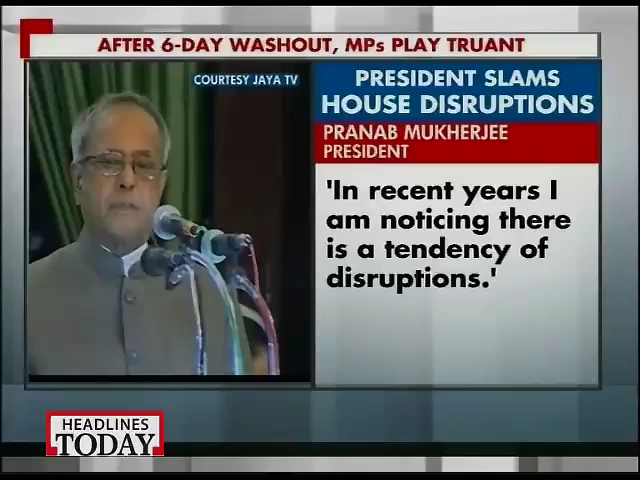 AFTER 6-DAY WASHOUT, MPs PLAY TRUANT
COURTESY JAYA TV
PRESIDENT SLAMS
HOUSE DISRUPTIONS
PRANAB MUKHERJEE
PRESIDENT
'In recent years I
am noticing there
is a tendency of
disruptions.'
HEADLINES
TODAY